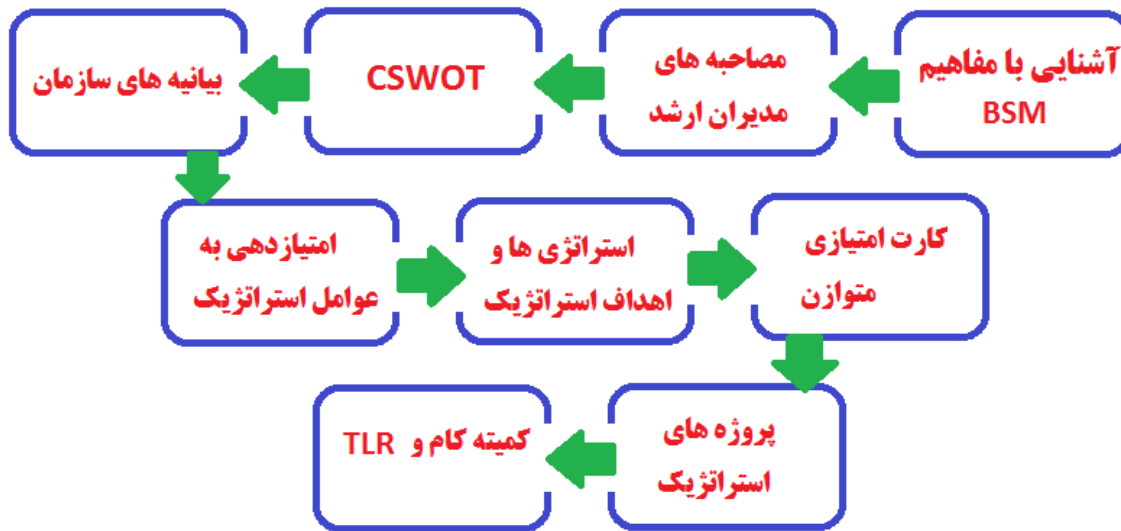 آشنایی با مفاهیم
BSM
مصاحبه های
مدیران ارشد
CSWOT
بیانیه های سازمان
امتیازدهی به
عوامل استراتژیک
استراتژی ها و
اهداف استراتژیک
کارت امتیازی
متوازن
پروژه های
استراتژیک
کمیته کام و TLR